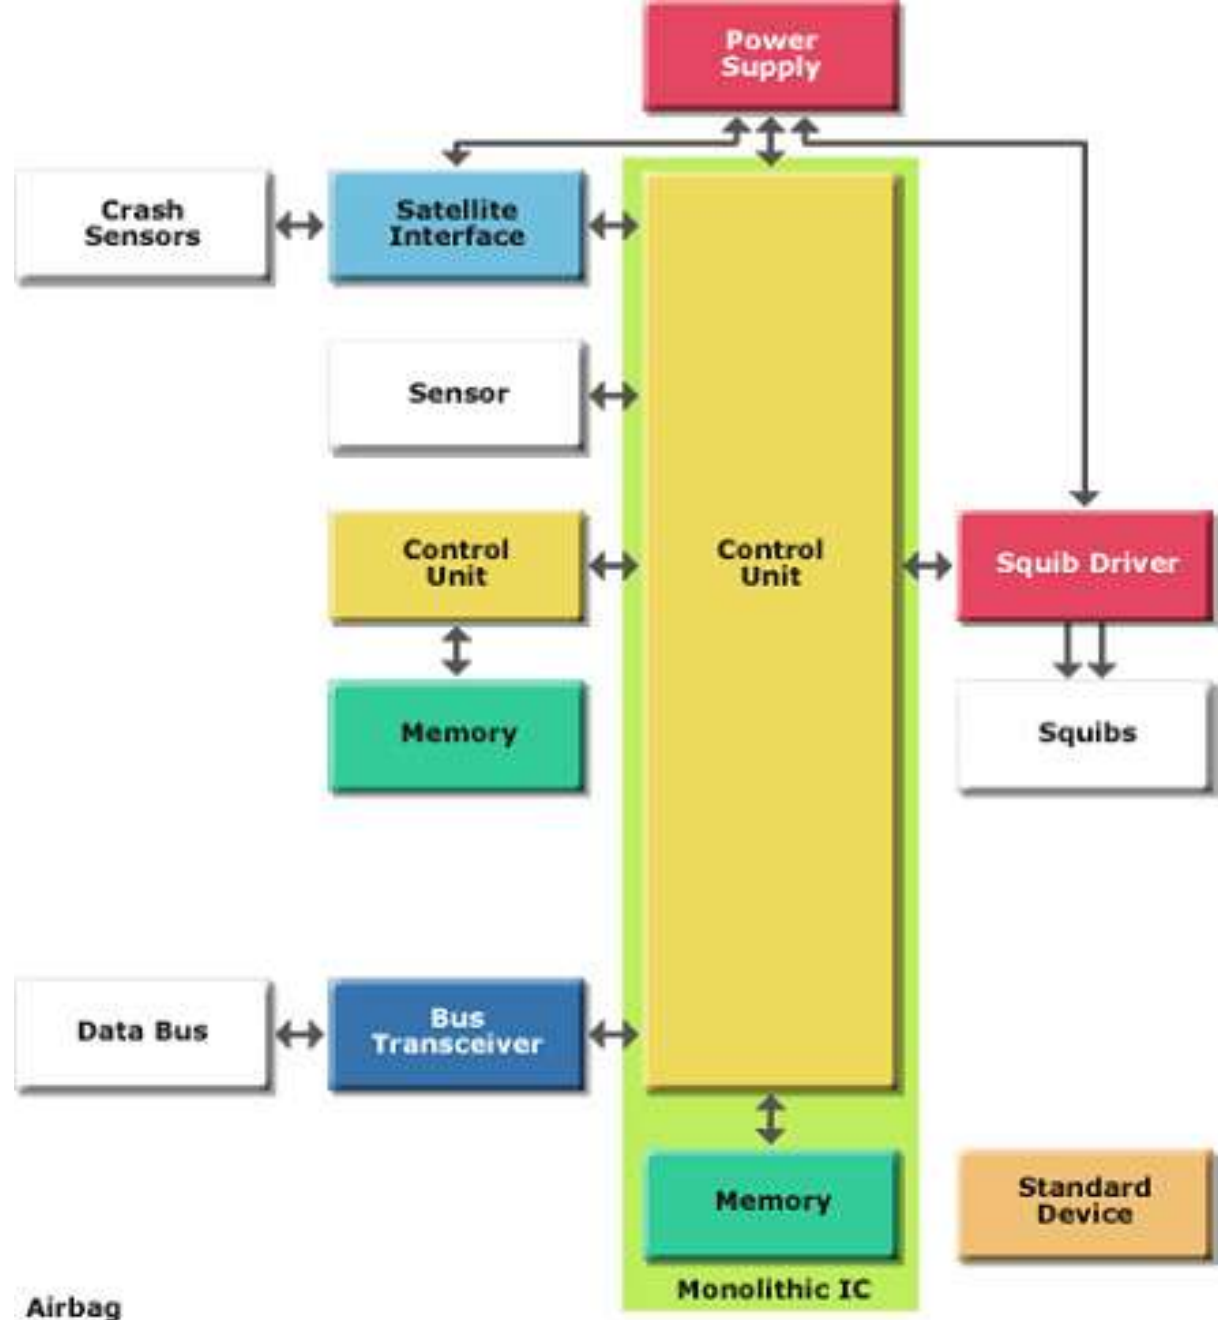 Power
Supply
Crash
Sensors
Satellite
Interface
Sensor
Control
Unit
Control
Unit
Squib Driver
Memory
Squibs
Data Bus
Bus
Transceiver
Memory
Standard
Device
Monolithic IC
Airbag